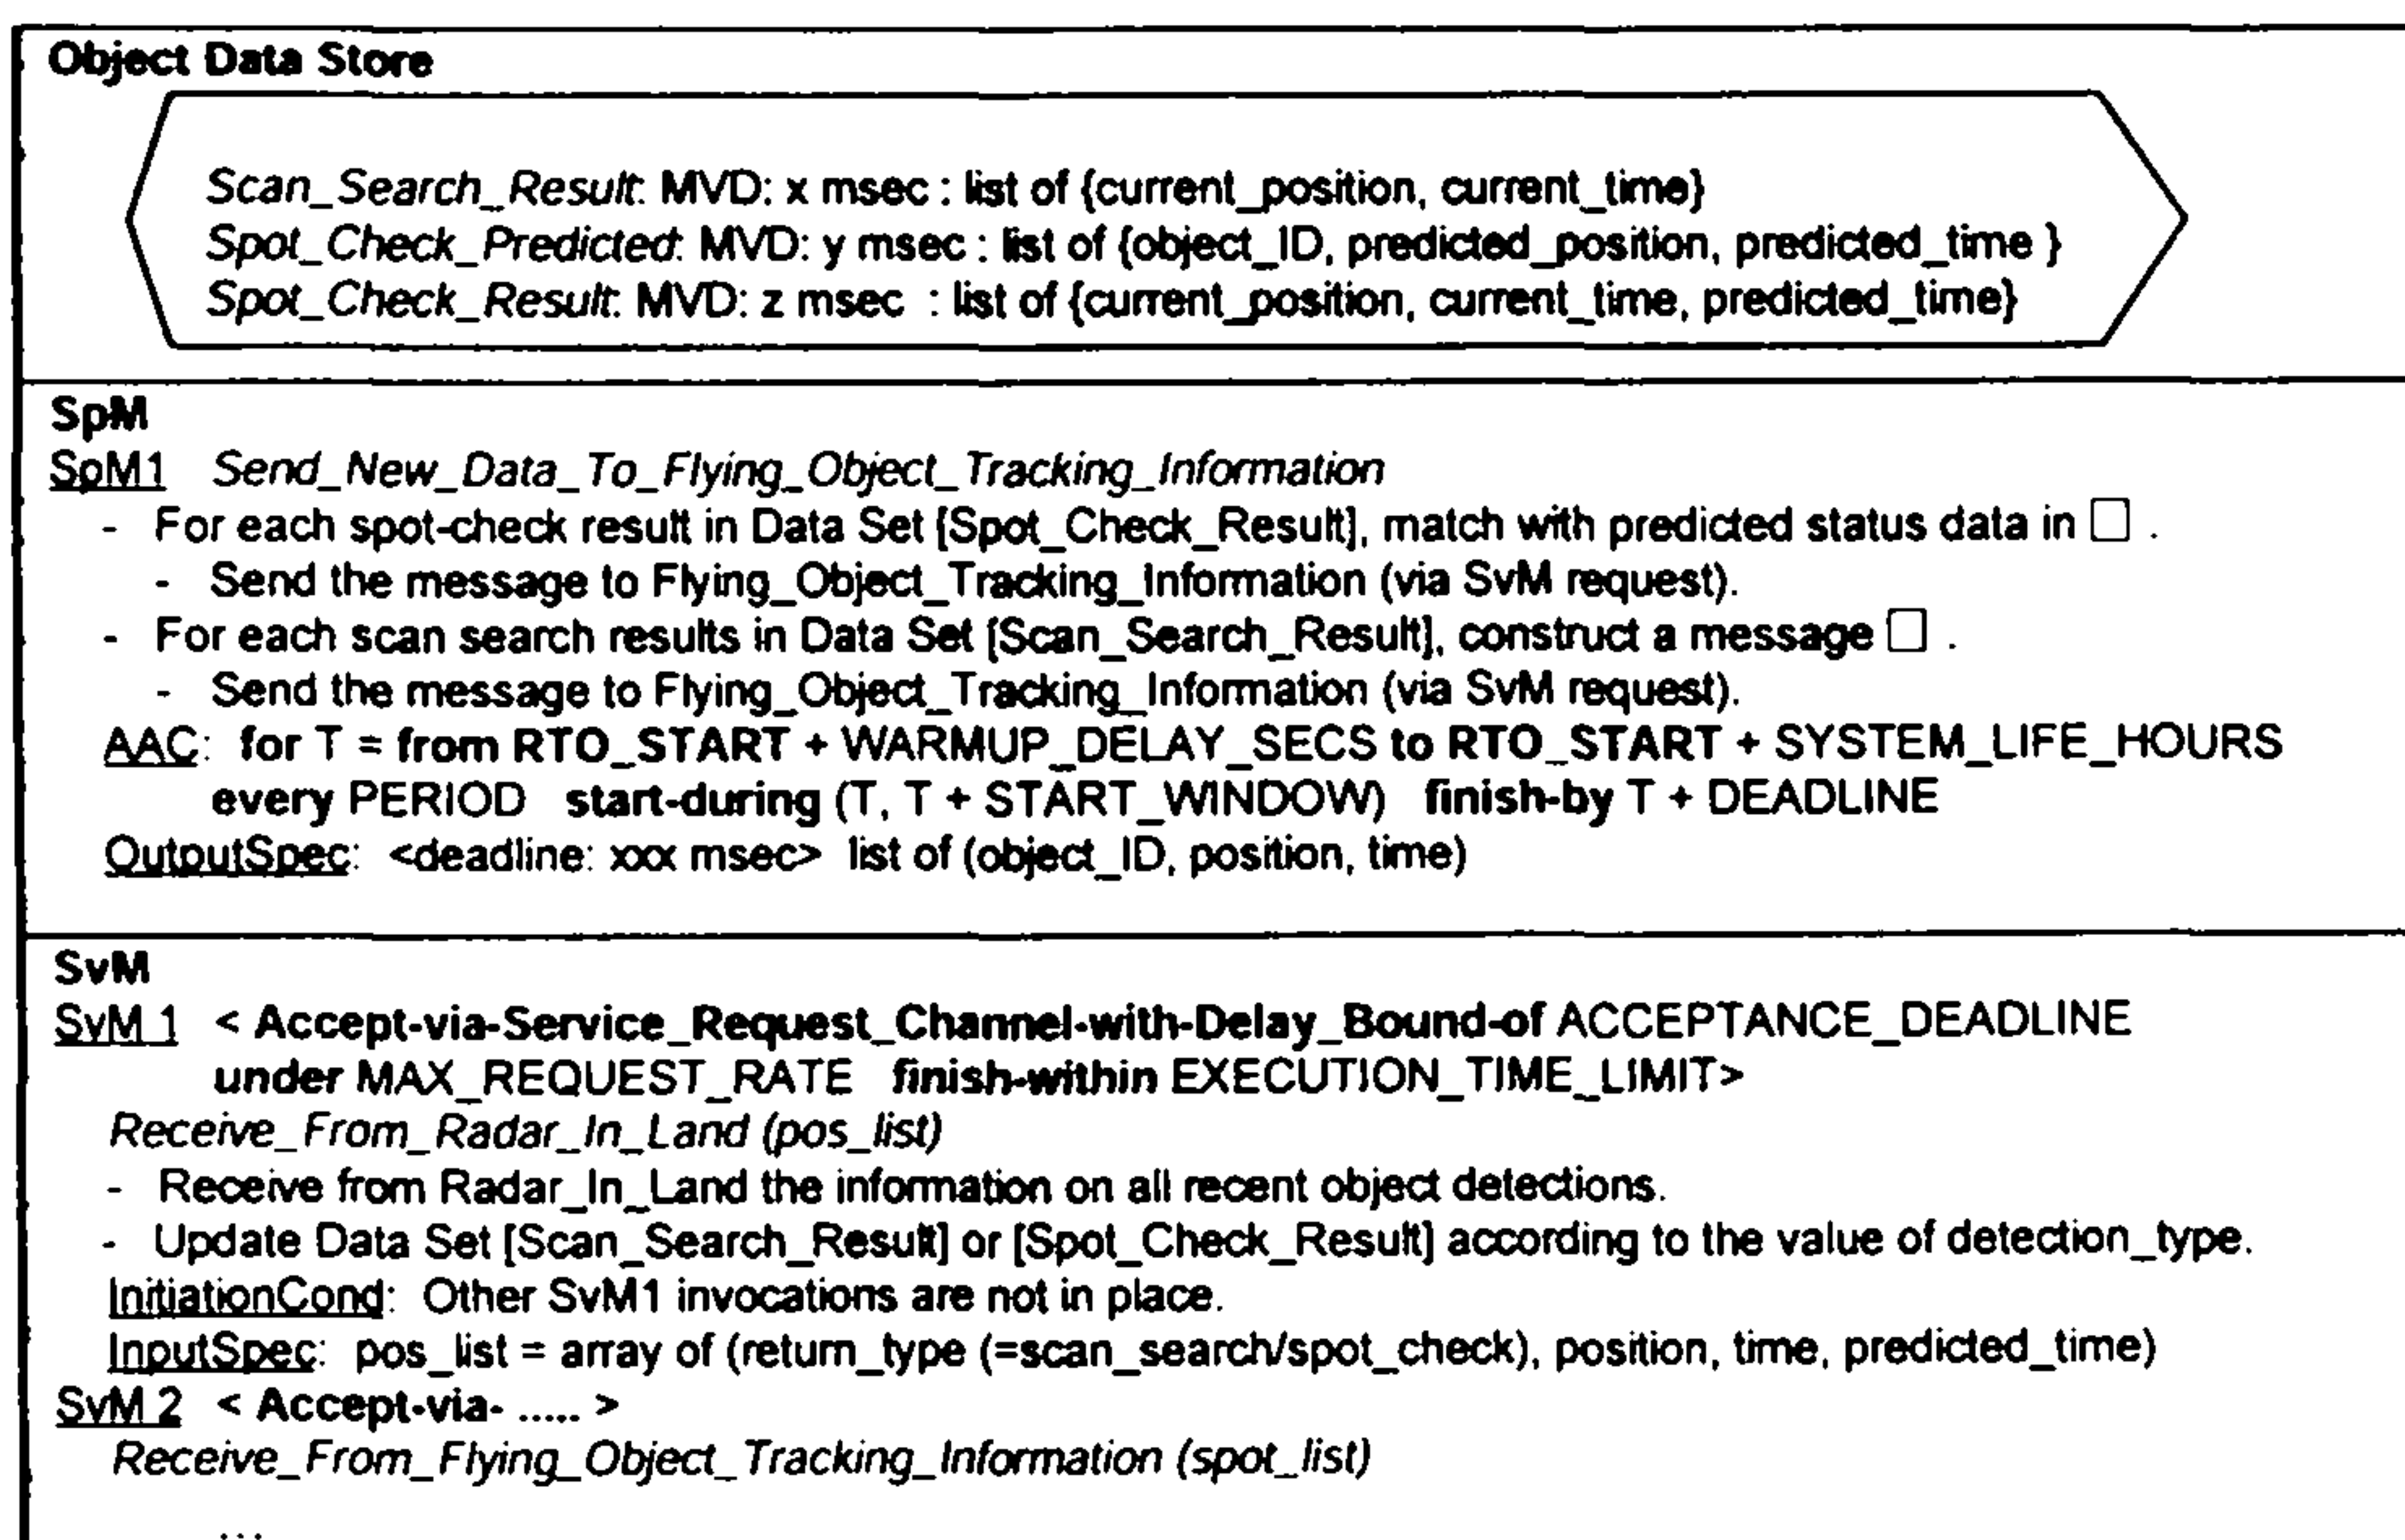 Object Data Store
Scan_Search_Result: MVD: x msec : list of {current_position, current_time}
Spot_Check_Predicted: MVD: y msec : list of {object_ID, predicted_position, predicted_time }
Spot_Check_Result: MVD: z msec : list of {current_position, current_time, predicted_time}
SpM
SpM1 Send_New_Data_To_Flying_Object_Tracking_Information
- For each spot-check result in Data Set [Spot_Check_Result], match with predicted status data in □ .
- Send the message to Flying_Object_Tracking_Information (via SvM request).
- For each scan search results in Data Set [Scan_Search_Result], construct a message □ .
- Send the message to Flying_Object_Tracking_Information (via SvM request).
AAC: for T = from RTO_START + WARMUP_DELAY_SECS to RTO_START + SYSTEM_LIFE_HOURS
every PERIOD start-during (T, T + START_WINDOW) finish-by T + DEADLINE
OutputSpec: <deadline: xxx msec> list of (object_ID, position, time)
SvM
SvM 1 < Accept-via-Service_Request_Channel-with-Delay_Bound-of ACCEPTANCE_DEADLINE
under MAX_REQUEST_RATE finish-within EXECUTION_TIME_LIMIT>
Receive_From_Radar_In_Land (pos_list)
- Receive from Radar_In_Land the information on all recent object detections.
- Update Data Set [Scan_Search_Result] or [Spot_Check_Result] according to the value of detection_type.
InitiationCond: Other SvM1 invocations are not in place.
InputSpec: pos_list = array of (return_type (=scan_search/spot_check), position, time, predicted_time)
SvM 2 < Accept-via- ..... >
Receive_From_Flying_Object_Tracking_Information (spot_list)
...